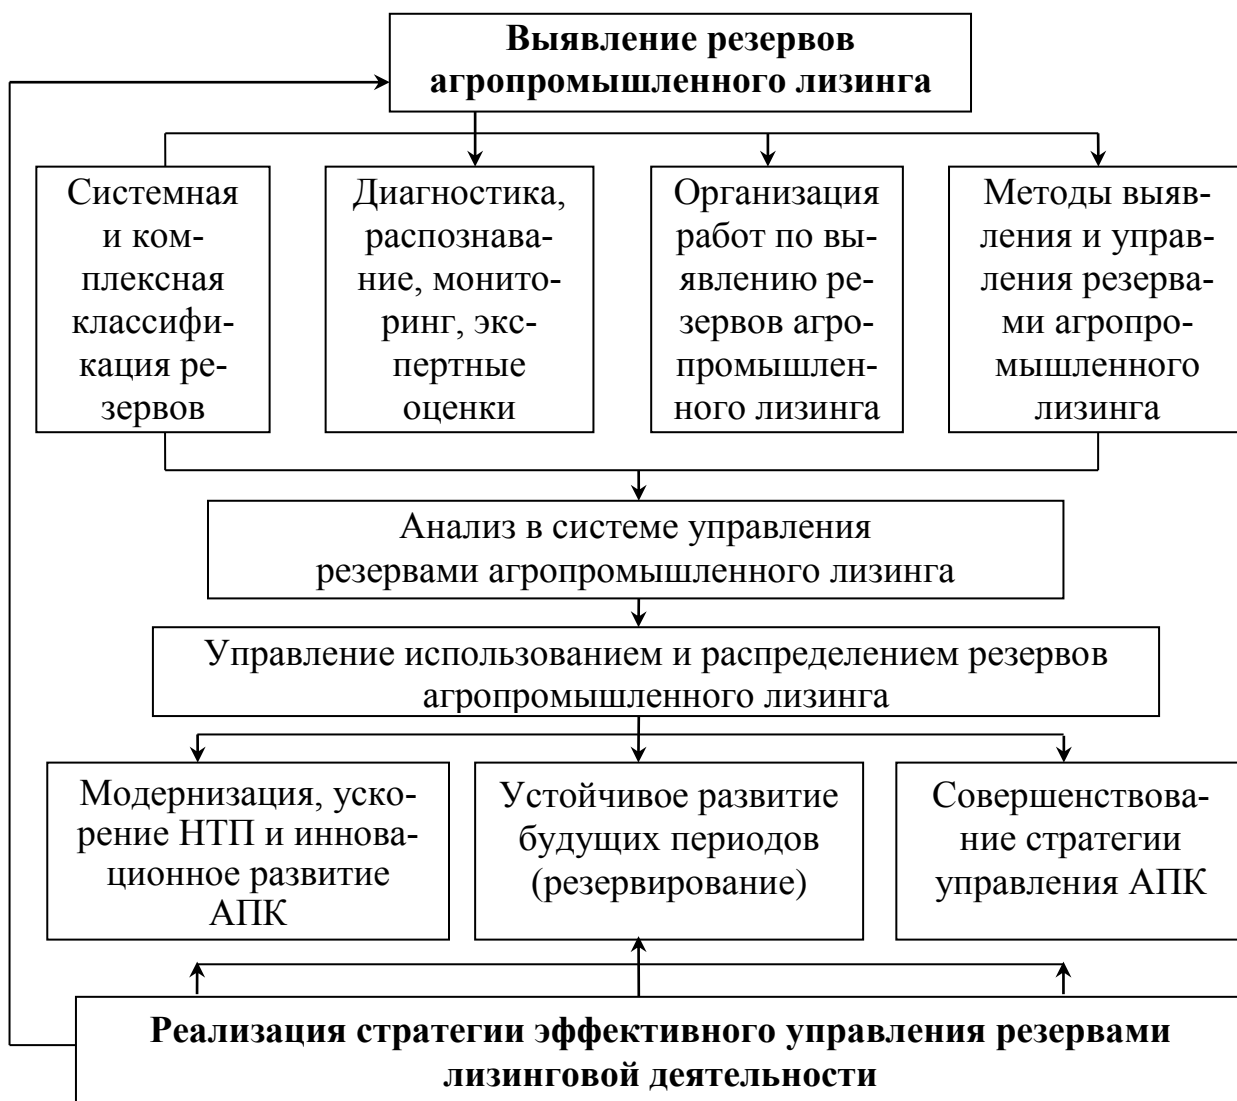 Выявление резервов
агропромышленного лизинга
Системная
и ком-
плексная
классифи-
кация ре-
зервов
Диагностика,
распознава-
ние, монито-
ринг, экс-
пертные
оценки
Организация
работ по вы-
явлению ре-
зервов агро-
промышлен-
ного лизинга
Методы выяв-
ления и управ-
ления резерва-
ми агропро-
мышленного
лизинга
Анализ в системе управления
резервами агропромышленного лизинга
Управление использованием и распределением резервов
агропромышленного лизинга
Модернизация, уско-
рение НТП и иннова-
ционное развитие
АПК
Устойчивое развитие
будущих периодов
(резервирование)
Совершенствова-
ние стратегии
управления АПК
Реализация стратегии эффективного управления резервами
лизинговой деятельности